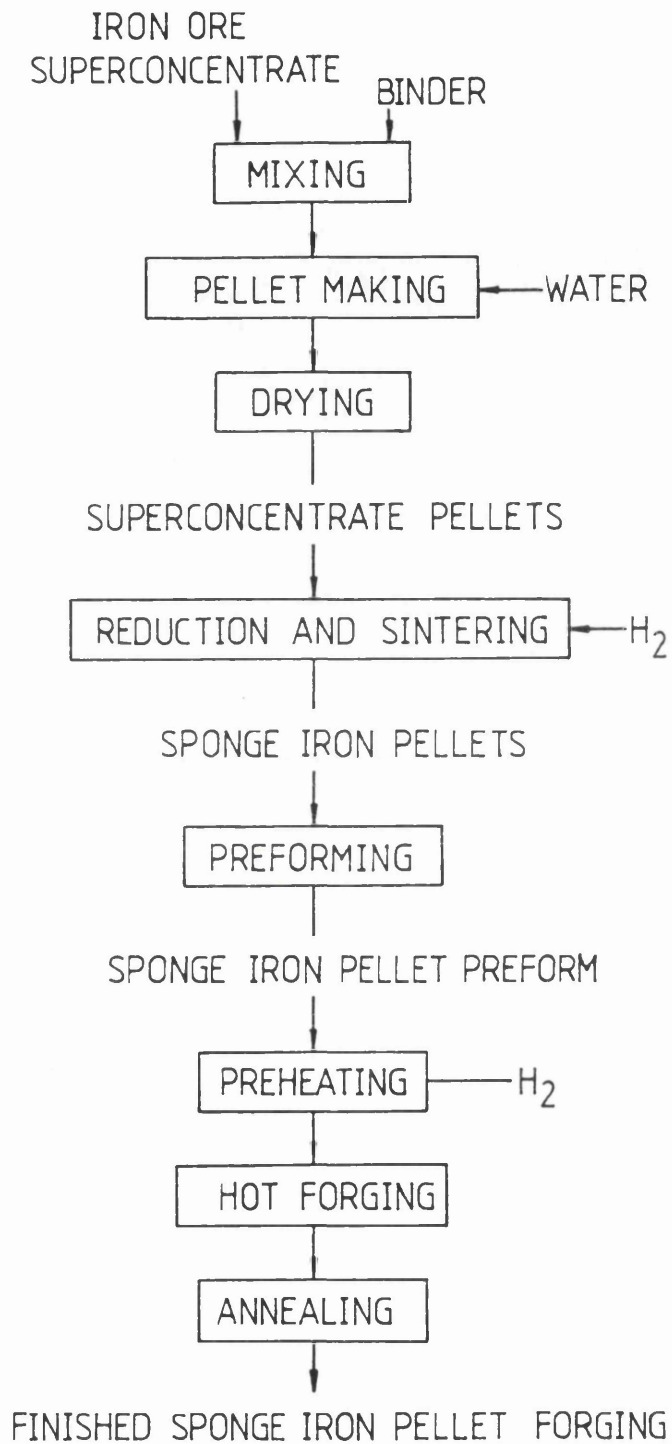 IRON ORE
SUPERCONCENTRATE
BINDER
MIXING
PELLET MAKING
WATER
DRYING
SUPERCONCENTRATE PELLETS
REDUCTION AND SINTERING
H2
SPONGE IRON PELLETS
PREFORMING
SPONGE IRON PELLET PREFORM
PREHEATING
H2
HOT FORGING
ANNEALING
FINISHED SPONGE IRON PELLET FORGING